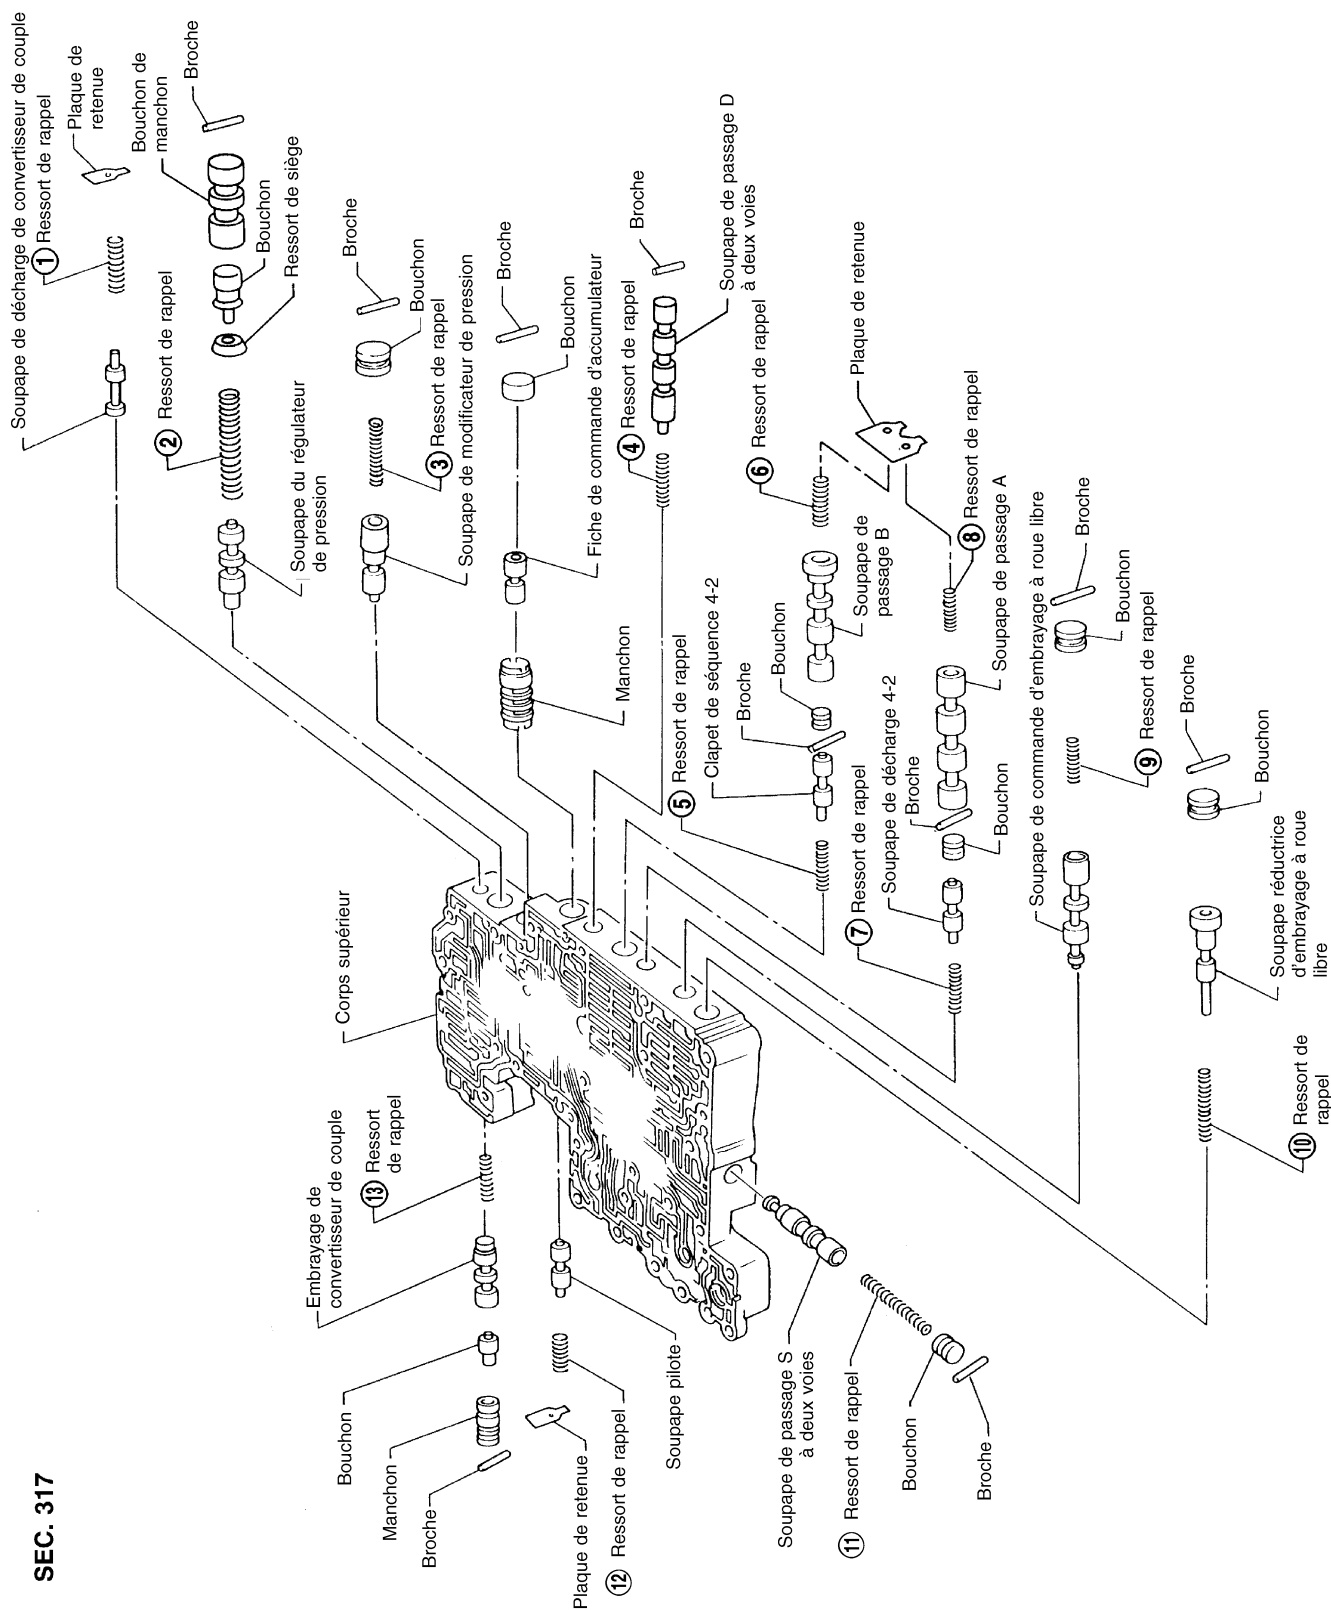 SEC. 317
Soupape de décharge de convertisseur de couple
1 Ressort de rappel
Plaque de
retenue
Bouchon de
manchon
Broche
2 Ressort de rappel
Bouchon
Ressort de siège
Soupape du régulateur
de pression
Broche
Bouchon
3 Ressort de rappel
Soupape de modificateur de pression
Broche
Bouchon
Fiche de commande d'accumulateur
Manchon
Broche
4 Ressort de rappel
Soupape de passage D
à deux voies
5 Ressort de rappel
Clapet de séquence 4-2
Broche
Bouchon
6 Ressort de rappel
Soupape de
passage B
Plaque de retenue
7 Ressort de rappel
Soupape de décharge 4-2
Broche
Bouchon
8 Ressort de rappel
Soupape de passage A
Soupape de commande d'embrayage à roue libre
Broche
Bouchon
9 Ressort de rappel
Broche
Bouchon
Soupape réductrice
d'embrayage à roue
libre
10 Ressort de
rappel
Corps supérieur
Embrayage de
convertisseur de couple
13 Ressort
de rappel
Bouchon
Manchon
Broche
Plaque de retenue
12 Ressort de rappel
Soupape pilote
Soupape de passage S
à deux voies
11 Ressort de rappel
Bouchon
Broche